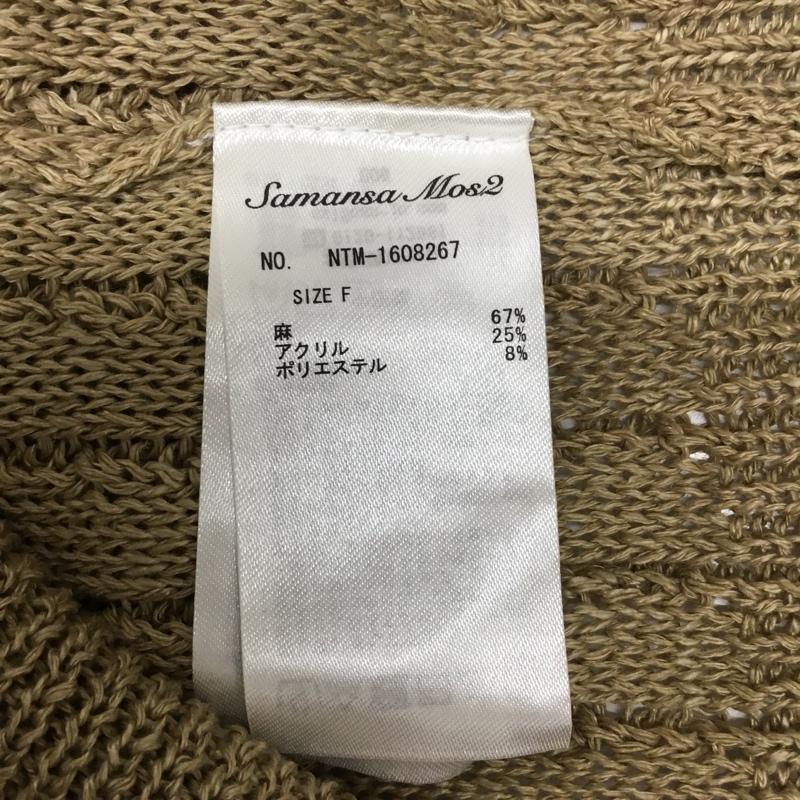 Samansa Mos2
NO. NTM-1608267
SIZE F
麻 67%
アクリル 25%
ポリエステル 8%